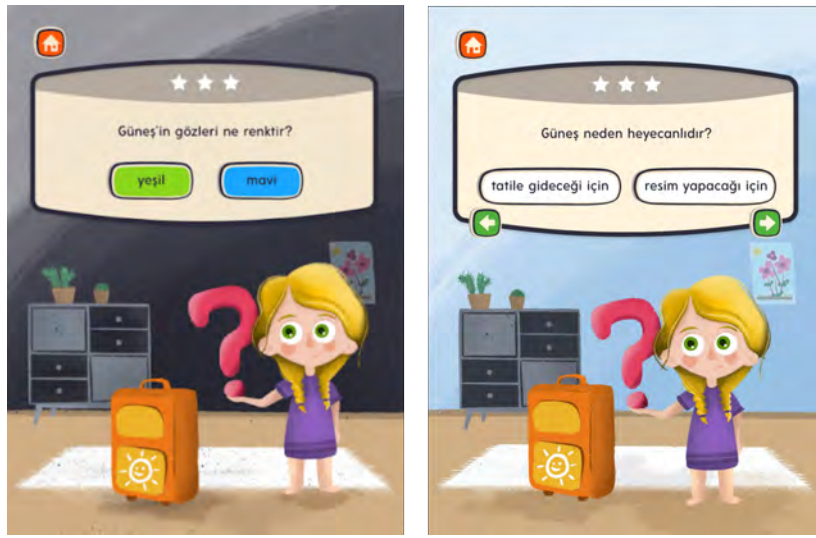 Güneş'in gözleri ne renktir?
yeşil
mavi
Güneş neden heyecanlıdır?
tatile gideceği için
resim yapacağı için